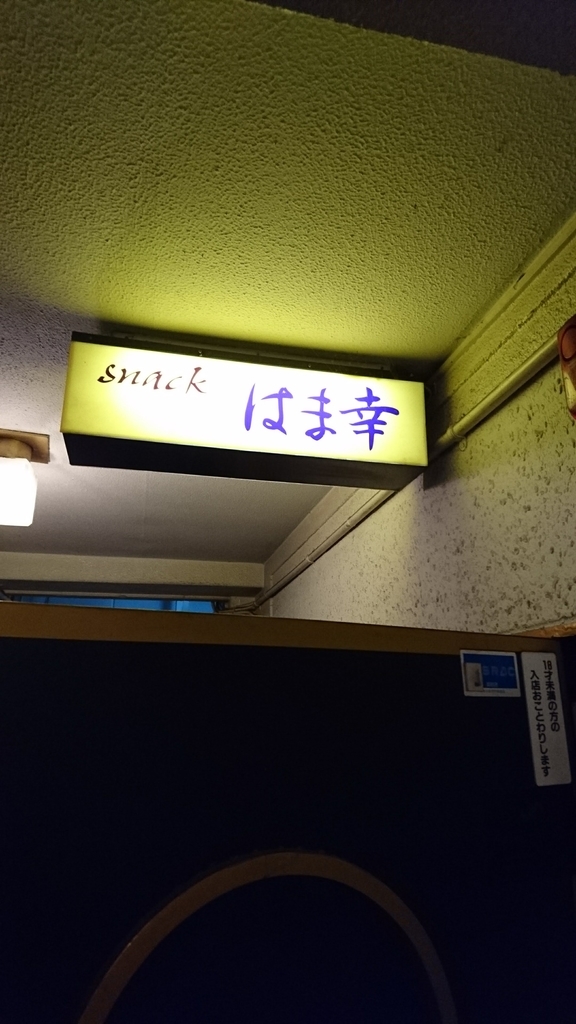 snack
はま幸
18才未満の方の
入店おことわりします